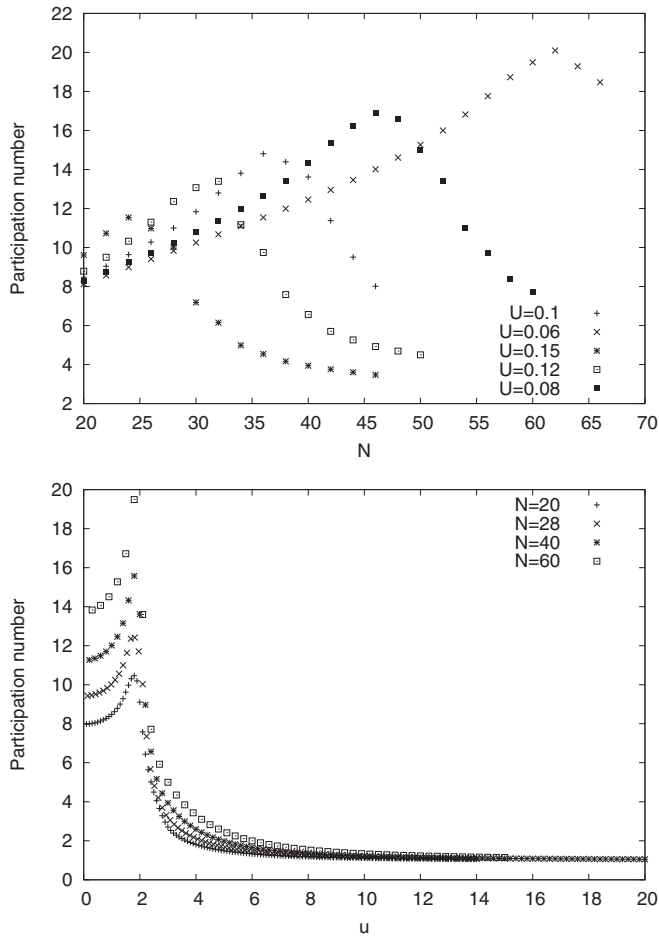 22
20
18
16
14
12
10
8
6
4
2
Participation number
20 25 30 35 40 45 50 55 60 65 70
N
U=0.1
U=0.06
U=0.15
U=0.12
U=0.08
20
18
16
14
12
10
8
6
4
2
0
Participation number
0 2 4 6 8 10 12 14 16 18 20
u
N=20
N=28
N=40
N=60